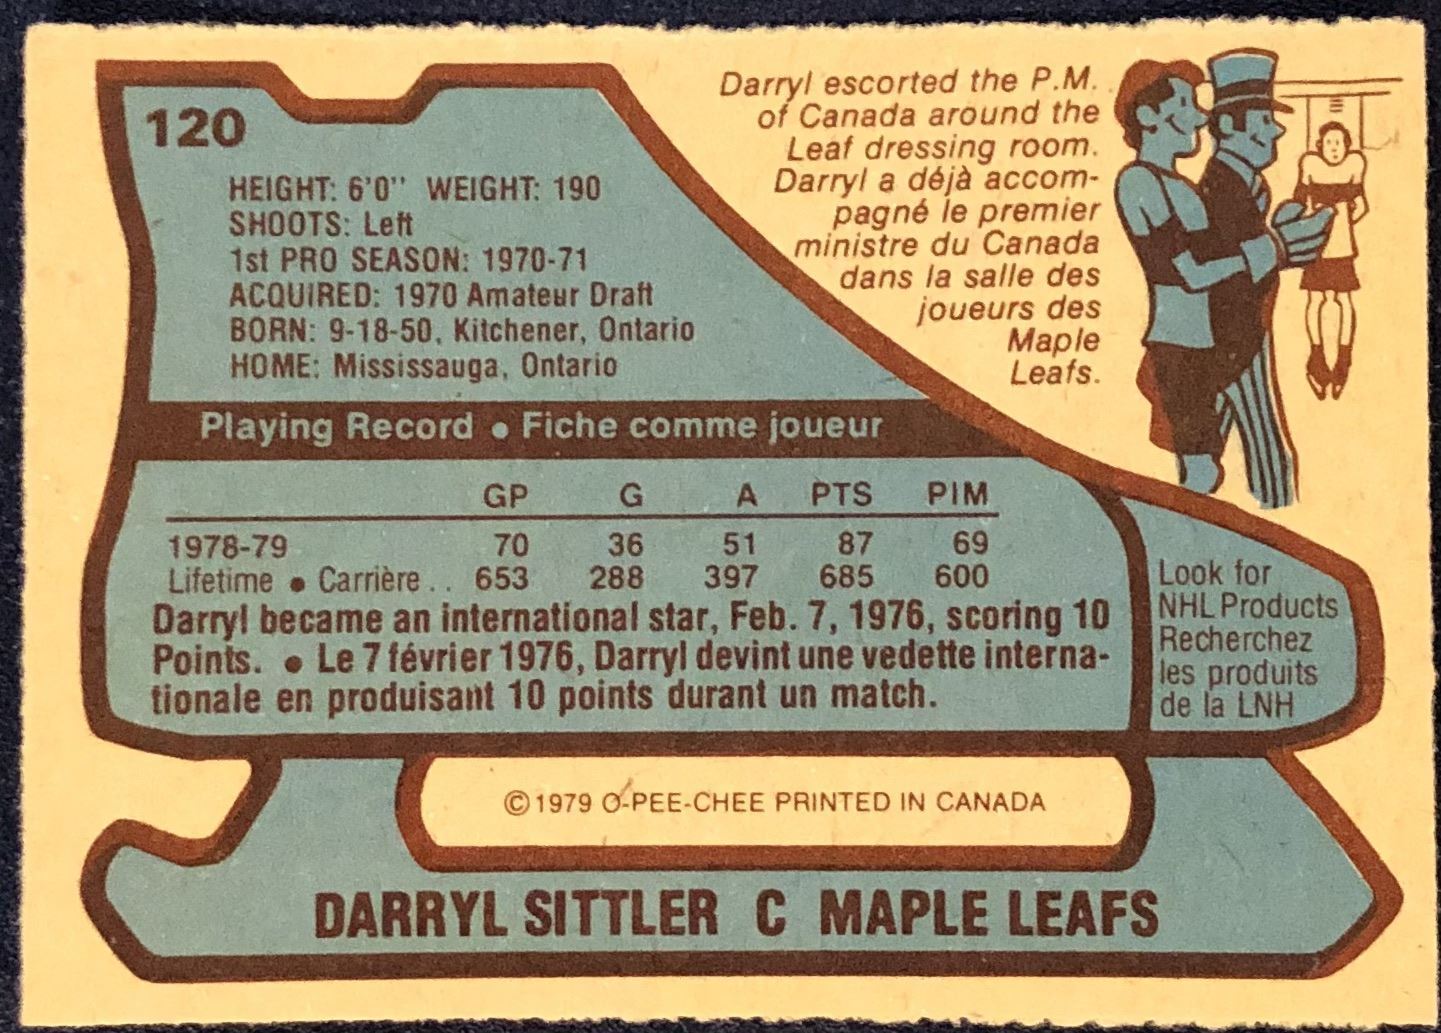 120
HEIGHT: 6'0" WEIGHT: 190
SHOOTS: Left
1st PRO SEASON: 1970-71
ACQUIRED: 1970 Amateur Draft
BORN: 9-18-50, Kitchener, Ontario
HOME: Mississauga, Ontario
Darryl escorted the P.M.
of Canada around the
Leaf dressing room.
Darryl a déjà accom-
pagné le premier
ministre du Canada
dans la salle des
joueurs des
Maple
Leafs.
Playing Record • Fiche comme joueur
GP G A PTS PIM
1978-79 70 36 51 87 69
Lifetime • Carrière .. 653 288 397 685 600
Darryl became an international star, Feb. 7, 1976, scoring 10
Points. • Le 7 février 1976, Darryl devint une vedette interna-
tionale en produisant 10 points durant un match.
Look for
NHL Products
Recherchez
les produits
de la LNH
© 1979 O-PEE-CHEE PRINTED IN CANADA
DARRYL SITTLER C MAPLE LEAFS